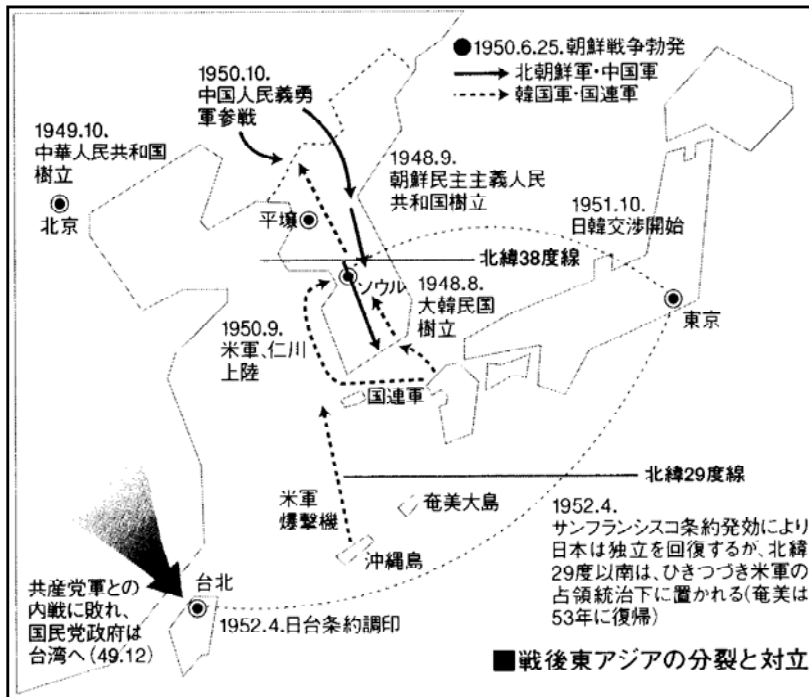 ●1950.6.25.朝鮮戦争勃発
北朝鮮軍・中国軍
韓国軍・国連軍
1950.10.
中国人民義勇
軍参戦
1949.10.
中華人民共和国
樹立
北京
平壌
1948.9.
朝鮮民主主義人民
共和国樹立
1951.10.
日韓交渉開始
北緯38度線
ソウル
1948.8.
大韓民国
樹立
東京
1950.9.
米軍、仁川
上陸
国連軍
北緯29度線
米軍
爆撃機
奄美大島
沖縄島
1952.4.
サンフランシスコ条約発効により
日本は独立を回復するが、北緯
29度以南は、ひきつづき米軍の
占領統治下に置かれる(奄美は
53年に復帰)
共産党軍との
内戦に敗れ、
国民党政府は
台湾へ(49.12)
台北
1952.4.日台条約調印
■戦後東アジアの分裂と対立